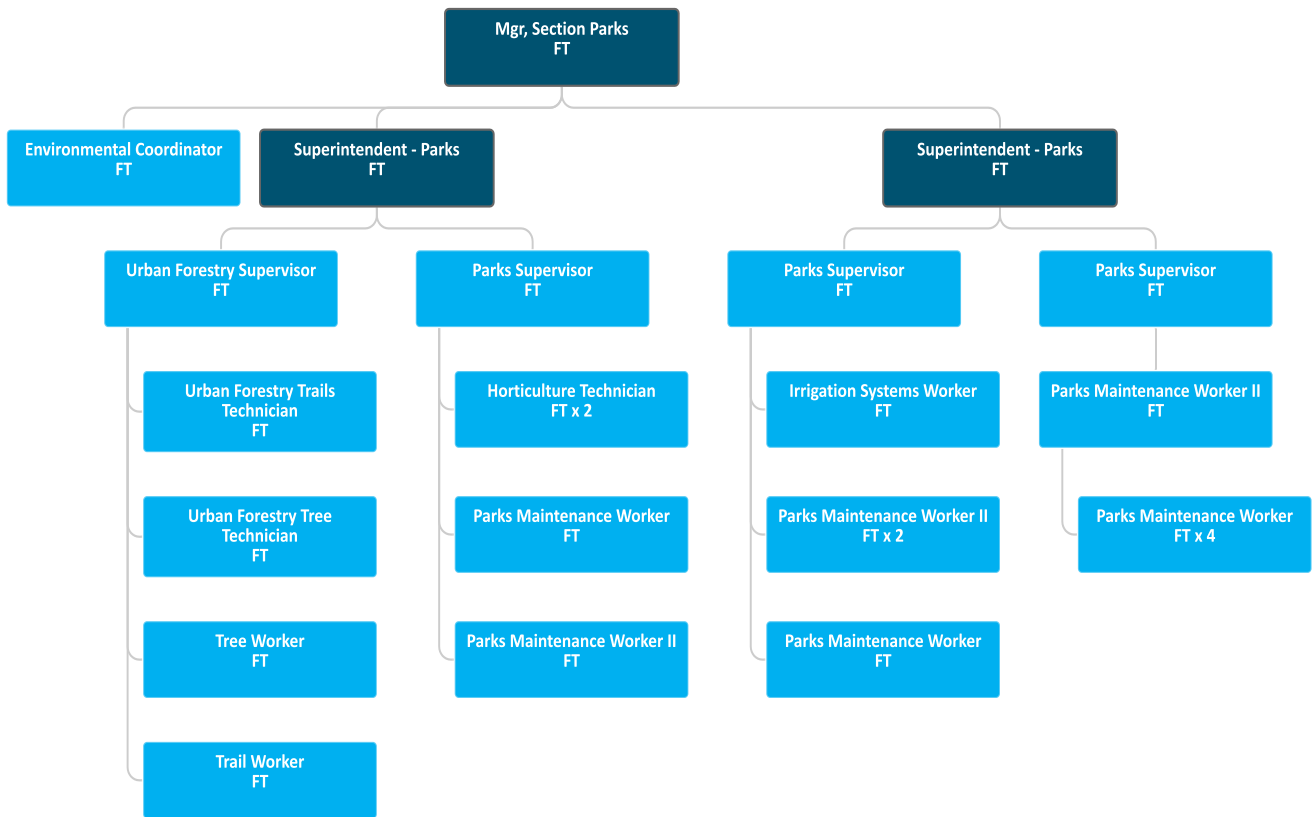 Mgr, Section Parks
FT
Environmental Coordinator
FT
Superintendent - Parks
FT
Superintendent - Parks
FT
Urban Forestry Supervisor
FT
Parks Supervisor
FT
Parks Supervisor
FT
Parks Supervisor
FT
Urban Forestry Trails
Technician
FT
Horticulture Technician
FT x 2
Irrigation Systems Worker
FT
Parks Maintenance Worker II
FT
Urban Forestry Tree
Technician
FT
Parks Maintenance Worker
FT
Parks Maintenance Worker II
FT x 2
Parks Maintenance Worker
FT x 4
Tree Worker
FT
Parks Maintenance Worker II
FT
Parks Maintenance Worker
FT
Trail Worker
FT